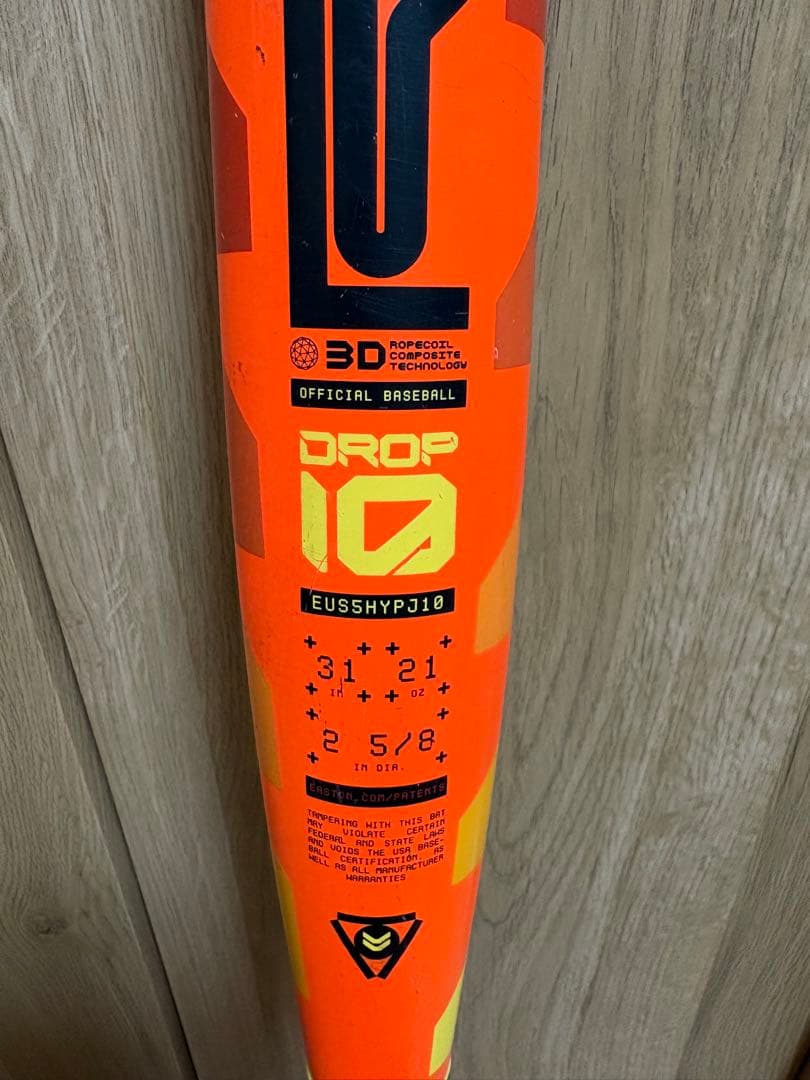 3D ROPECOIL
COMPOSITE
TECHNOLOGY
OFFICIAL BASEBALL
DROP
10
EUS5HYPJ10
31 21
IN OZ
2 5/8
IN DIA.
EASTON.COM/PATENTS
TAMPERING WITH THIS BAT
MAY VIOLATE CERTAIN
FEDERAL AND STATE LAWS
AND VOIDS THE USA BASE-
BALL CERTIFICATION, AS
WELL AS ALL MANUFACTURER
WARRANTIES